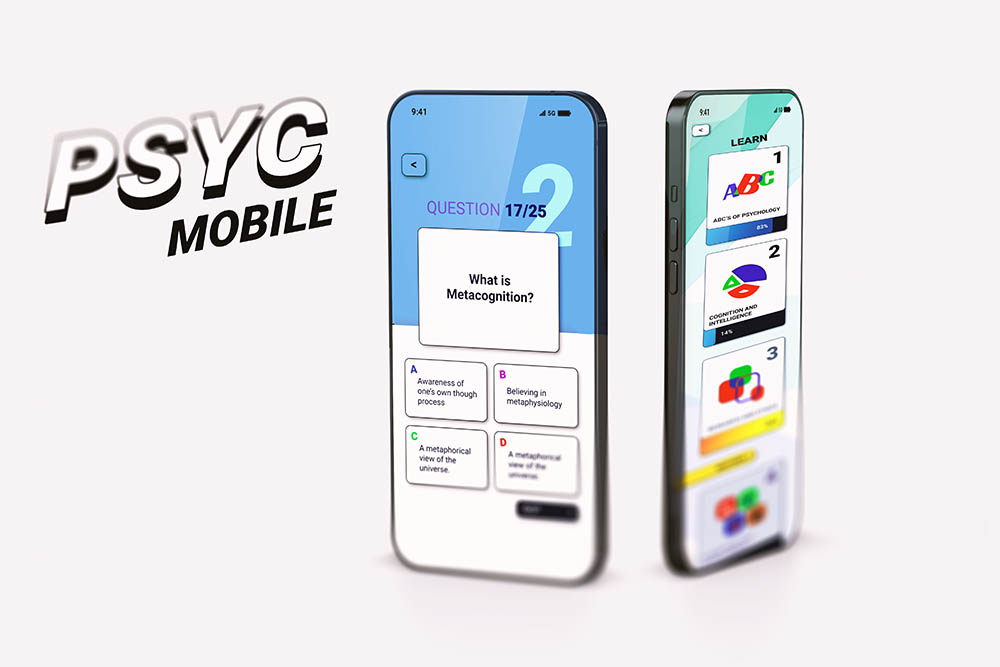 PSYC
MOBILE
9:41
5G
<
2
QUESTION 17/25
What is
Metacognition?
A
Awareness of
one's own though
process
B
Believing in
metaphysiology
C
A metaphorical
view of the
universe.
D
A metaphorical
view of the
universe.
9:41
5G
<
LEARN
1
ABC
ABC'S OF PSYCHOLOGY
83%
2
COGNITION AND
INTELLIGENCE
14%
3